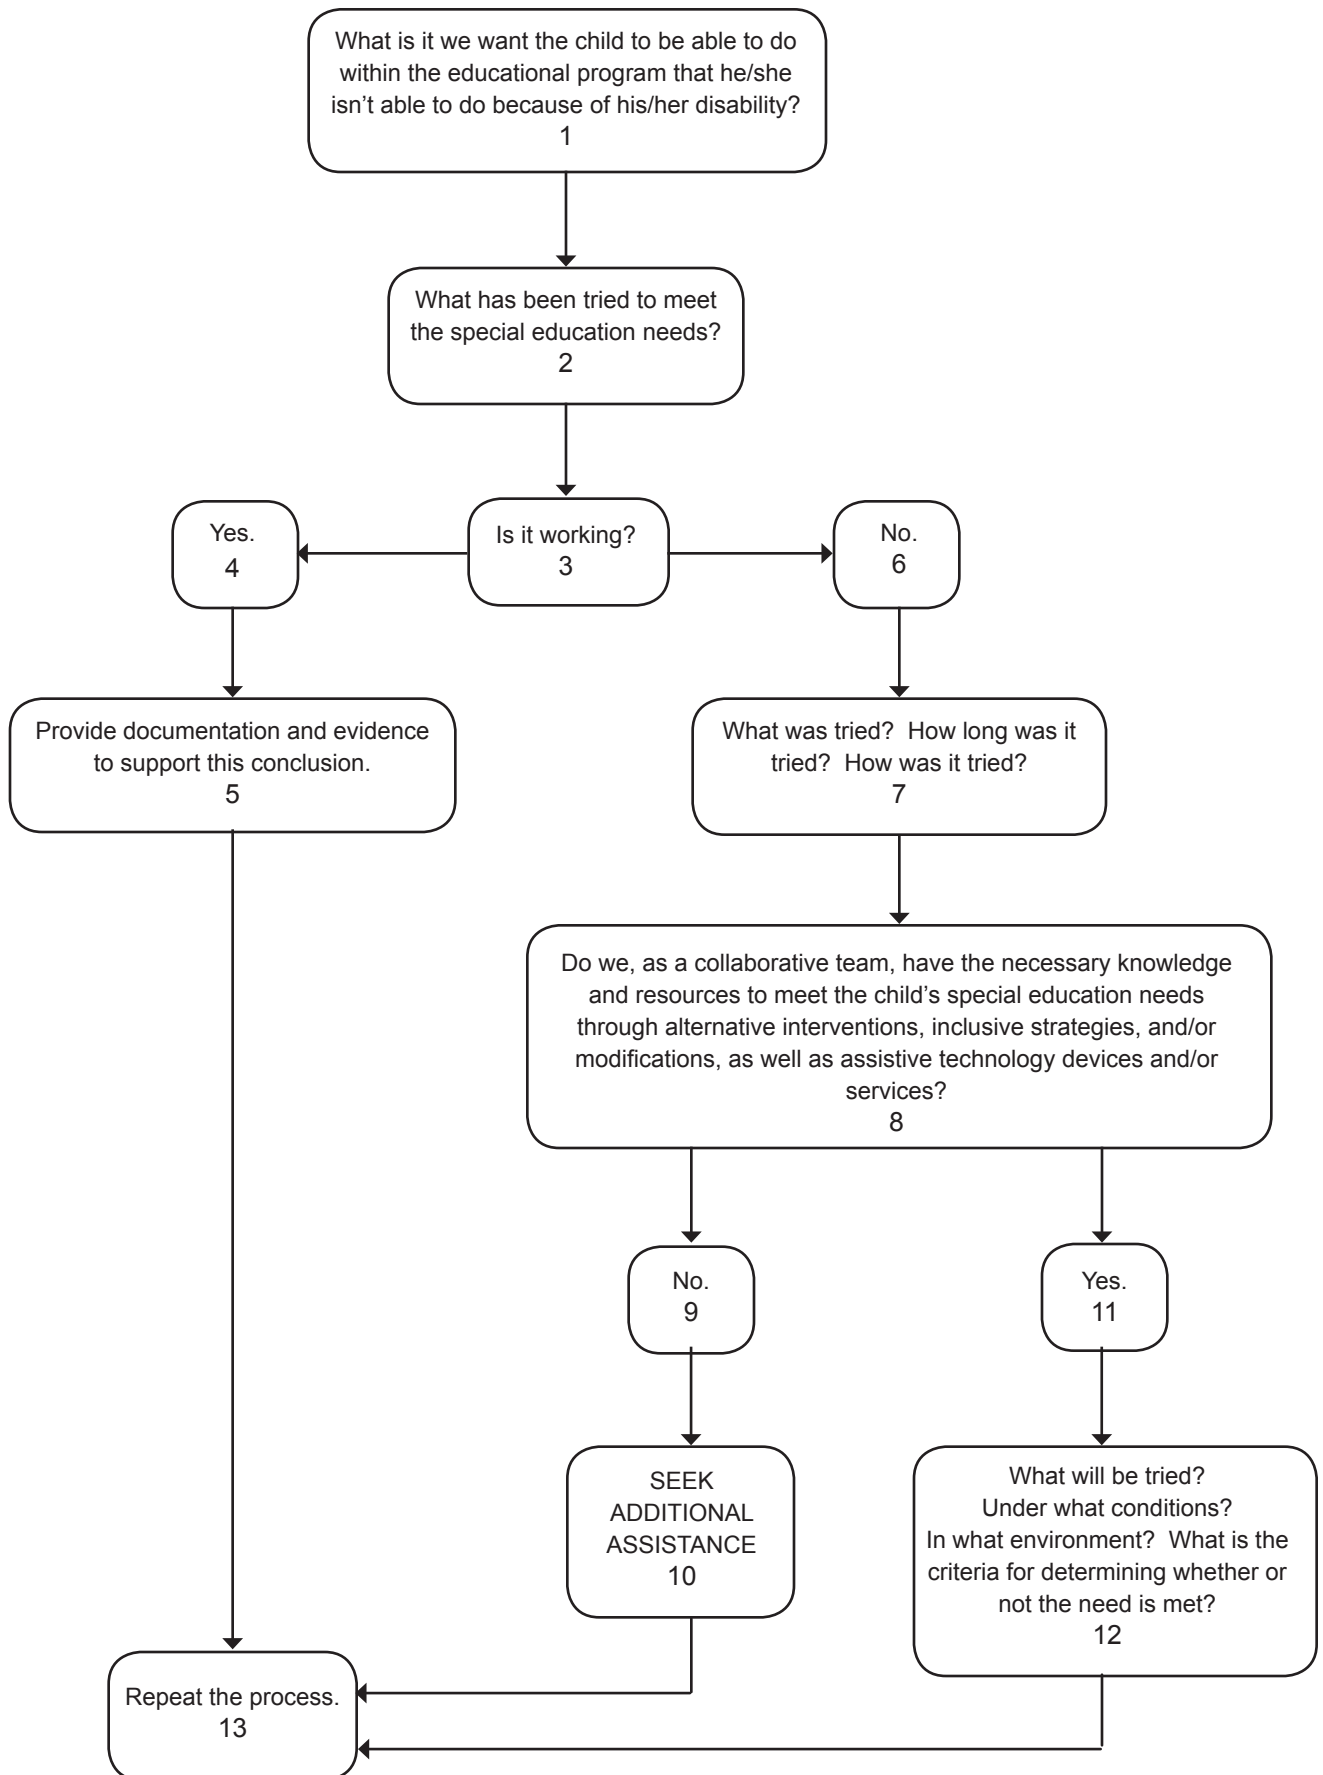 What is it we want the child to be able to do
within the educational program that he/she
isn’t able to do because of his/her disability?
1
What has been tried to meet
the special education needs?
2
Is it working?
3
Yes.
4
No.
6
Provide documentation and evidence
to support this conclusion.
5
What was tried?  How long was it
tried?  How was it tried?
7
Do we, as a collaborative team, have the necessary knowledge
and resources to meet the child’s special education needs
through alternative interventions, inclusive strategies, and/or
modifications, as well as assistive technology devices and/or
services?
8
No.
9
Yes.
11
SEEK
ADDITIONAL
ASSISTANCE
10
What will be tried?
Under what conditions?
In what environment?  What is the
criteria for determining whether or
not the need is met?
12
Repeat the process.
13